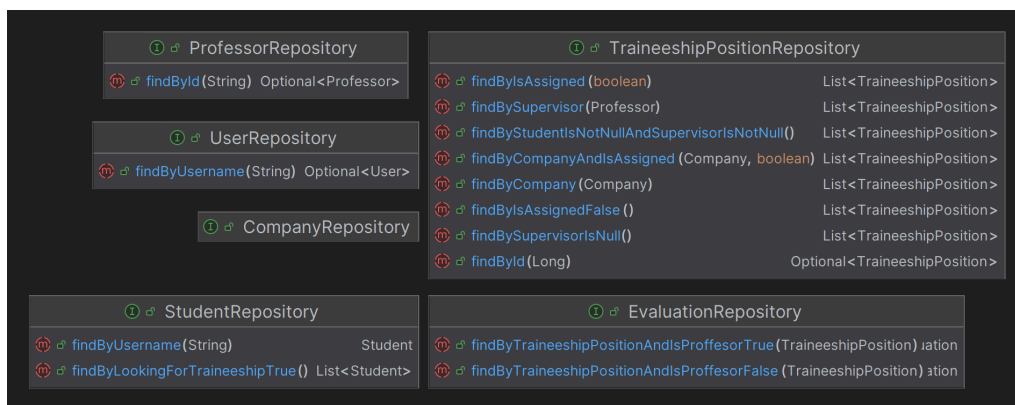 ProfessorRepository
findById(String) Optional<Professor>
UserRepository
findByUsername(String) Optional<User>
CompanyRepository
TraineeshipPositionRepository
findByIsAssigned(boolean) List<TraineeshipPosition>
findBySupervisor(Professor) List<TraineeshipPosition>
findByStudentIsNotNullAndSupervisorIsNotNull() List<TraineeshipPosition>
findByCompanyAndIsAssigned(Company, boolean) List<TraineeshipPosition>
findByCompany(Company) List<TraineeshipPosition>
findByIsAssignedFalse() List<TraineeshipPosition>
findBySupervisorIsNull() List<TraineeshipPosition>
findById(Long) Optional<TraineeshipPosition>
StudentRepository
findByUsername(String) Student
findByLookingForTraineeshipTrue() List<Student>
EvaluationRepository
findByTraineeshipPositionAndIsProffesorTrue(TraineeshipPosition) uation
findByTraineeshipPositionAndIsProffesorFalse(TraineeshipPosition) ation